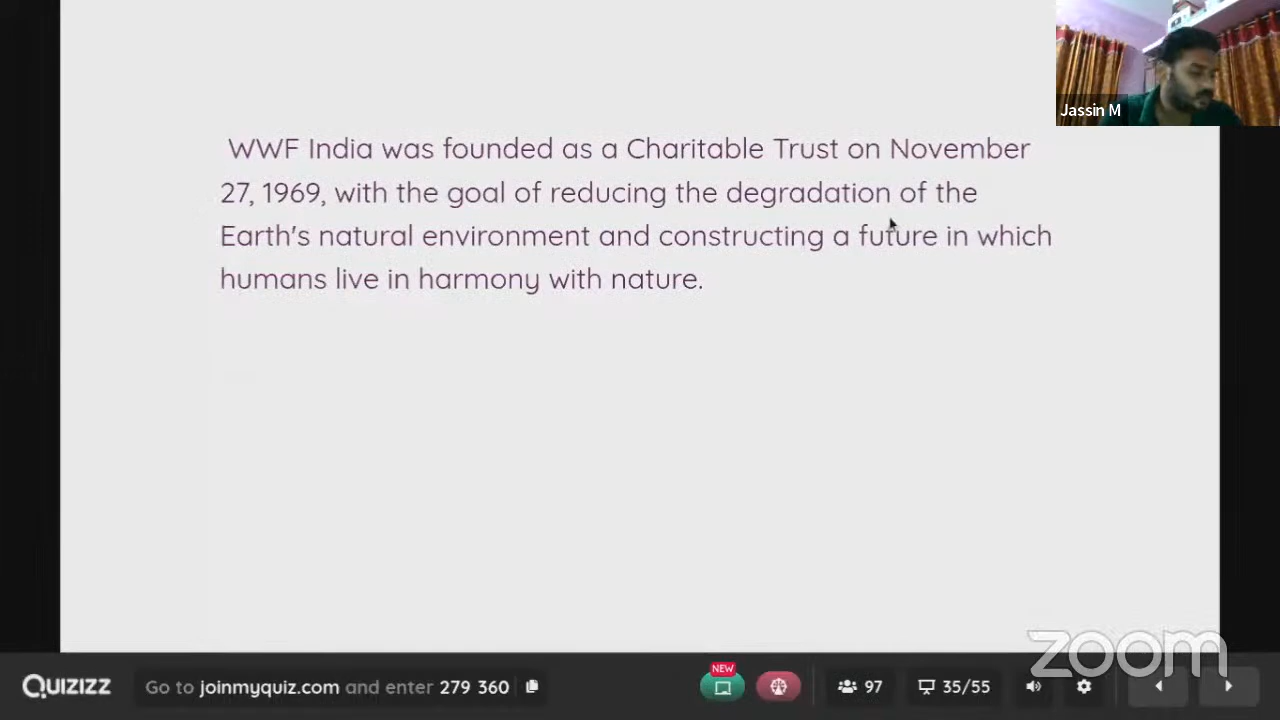 Jassin M
WWF India was founded as a Charitable Trust on November
27, 1969, with the goal of reducing the degradation of the
Earth's natural environment and constructing a future in which
humans live in harmony with nature.
zoom
NEW
Quizizz Go to joinmyquiz.com and enter 279 360 97 35/55